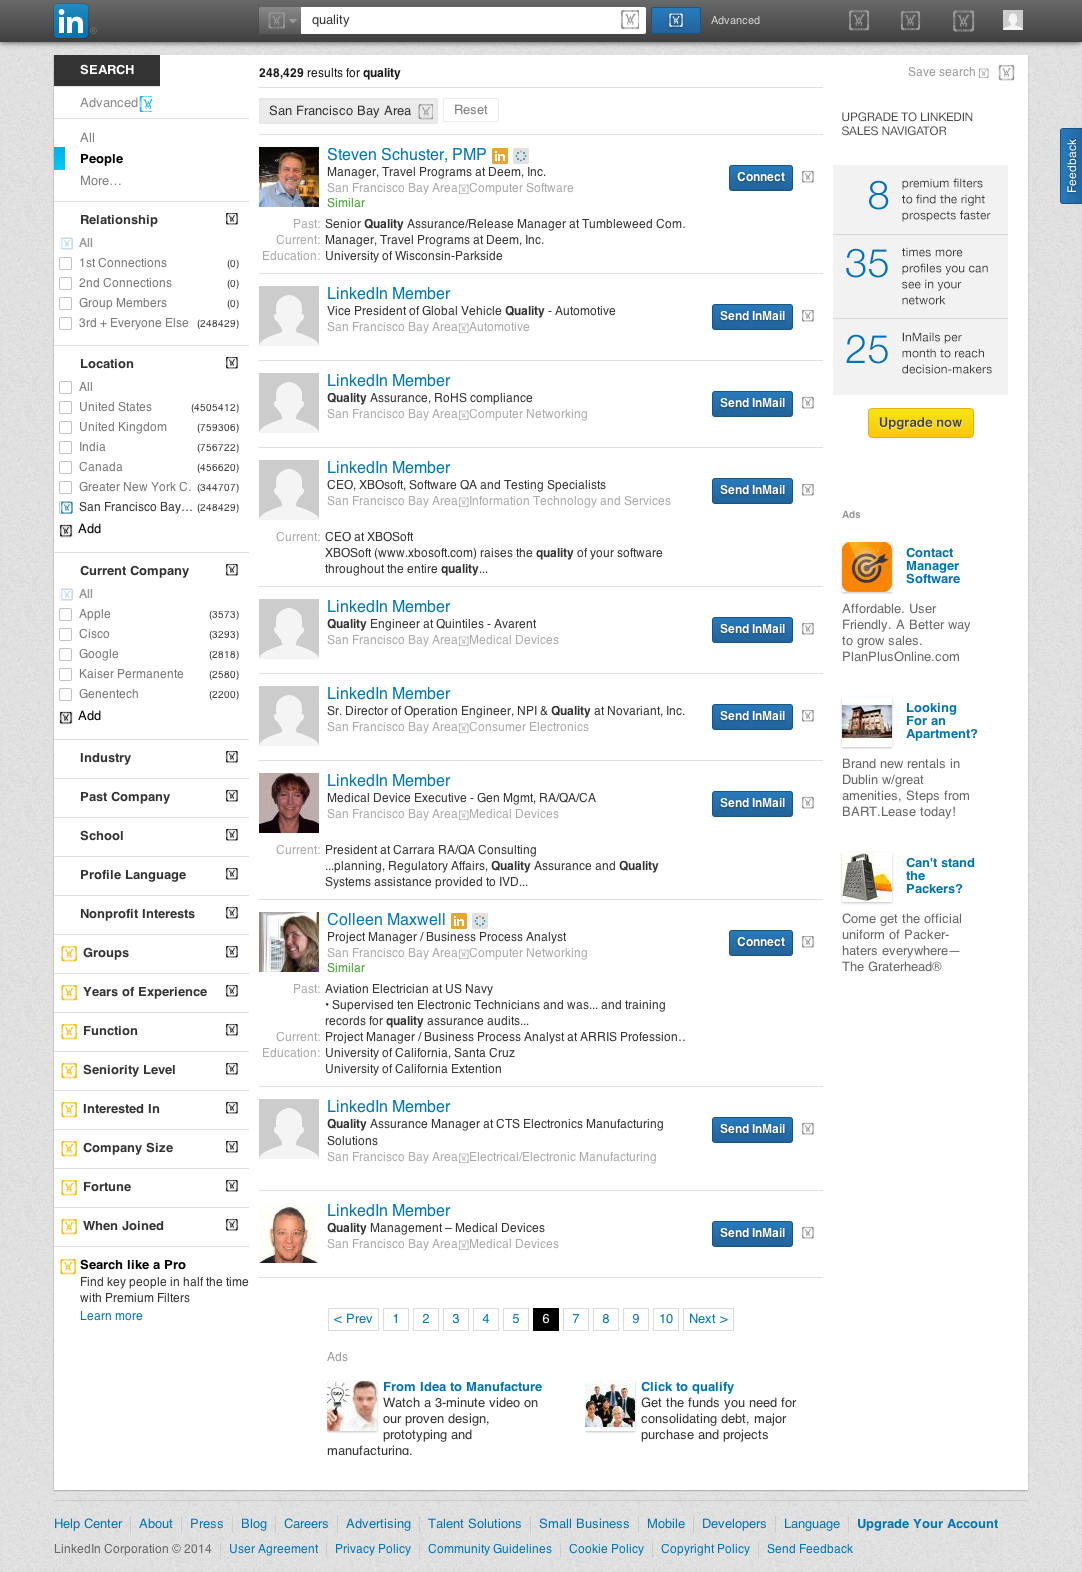 in
quality
Advanced
SEARCH
Advanced
All
People
More...
Relationship
All
1st Connections (0)
2nd Connections (0)
Group Members (0)
3rd + Everyone Else (248429)
Location
All
United States (4505412)
United Kingdom (759306)
India (756722)
Canada (456620)
Greater New York C. (344707)
San Francisco Bay... (248429)
Add
Current Company
All
Apple (3573)
Cisco (3293)
Google (2818)
Kaiser Permanente (2580)
Genentech (2200)
Add
Industry
Past Company
School
Profile Language
Nonprofit Interests
Groups
Years of Experience
Function
Seniority Level
Interested In
Company Size
Fortune
When Joined
Search like a Pro
Find key people in half the time
with Premium Filters
Learn more
248,429 results for quality
Save search
San Francisco Bay Area
Reset
Steven Schuster, PMP in
Manager, Travel Programs at Deem, Inc.
San Francisco Bay Area Computer Software
Similar
Connect
Past: Senior Quality Assurance/Release Manager at Tumbleweed Com.
Current: Manager, Travel Programs at Deem, Inc.
Education: University of Wisconsin-Parkside
LinkedIn Member
Vice President of Global Vehicle Quality - Automotive
San Francisco Bay Area Automotive
Send InMail
LinkedIn Member
Quality Assurance, RoHS compliance
San Francisco Bay Area Computer Networking
Send InMail
LinkedIn Member
CEO, XBOsoft, Software QA and Testing Specialists
San Francisco Bay Area Information Technology and Services
Send InMail
Current: CEO at XBOSoft
XBOSoft (www.xbosoft.com) raises the quality of your software
throughout the entire quality...
LinkedIn Member
Quality Engineer at Quintiles - Avarent
San Francisco Bay Area Medical Devices
Send InMail
LinkedIn Member
Sr. Director of Operation Engineer, NPI & Quality at Novariant, Inc.
San Francisco Bay Area Consumer Electronics
Send InMail
LinkedIn Member
Medical Device Executive - Gen Mgmt, RA/QA/CA
San Francisco Bay Area Medical Devices
Send InMail
Current: President at Carrara RA/QA Consulting
...planning, Regulatory Affairs, Quality Assurance and Quality
Systems assistance provided to IVD...
Colleen Maxwell in
Project Manager / Business Process Analyst
San Francisco Bay Area Computer Networking
Similar
Connect
Past: Aviation Electrician at US Navy
• Supervised ten Electronic Technicians and was... and training
records for quality assurance audits...
Current: Project Manager / Business Process Analyst at ARRIS Profession..
Education: University of California, Santa Cruz
University of California Extention
LinkedIn Member
Quality Assurance Manager at CTS Electronics Manufacturing
Solutions
San Francisco Bay Area Electrical/Electronic Manufacturing
Send InMail
LinkedIn Member
Quality Management – Medical Devices
San Francisco Bay Area Medical Devices
Send InMail
< Prev 1 2 3 4 5 6 7 8 9 10 Next >
Ads
IDEA
From Idea to Manufacture
Watch a 3-minute video on
our proven design,
prototyping and
manufacturing.
Click to qualify
Get the funds you need for
consolidating debt, major
purchase and projects
UPGRADE TO LINKEDIN
SALES NAVIGATOR
8 premium filters
to find the right
prospects faster
35 times more
profiles you can
see in your
network
25 InMails per
month to reach
decision-makers
Upgrade now
Feedback
Ads
Contact
Manager
Software
Affordable. User
Friendly. A Better way
to grow sales.
PlanPlusOnline.com
Looking
For an
Apartment?
Brand new rentals in
Dublin w/great
amenities, Steps from
BART.Lease today!
Can't stand
the
Packers?
Come get the official
uniform of Packer-
haters everywhere—
The Graterhead®
Help Center About Press Blog Careers Advertising Talent Solutions Small Business Mobile Developers Language Upgrade Your Account
LinkedIn Corporation © 2014 User Agreement Privacy Policy Community Guidelines Cookie Policy Copyright Policy Send Feedback